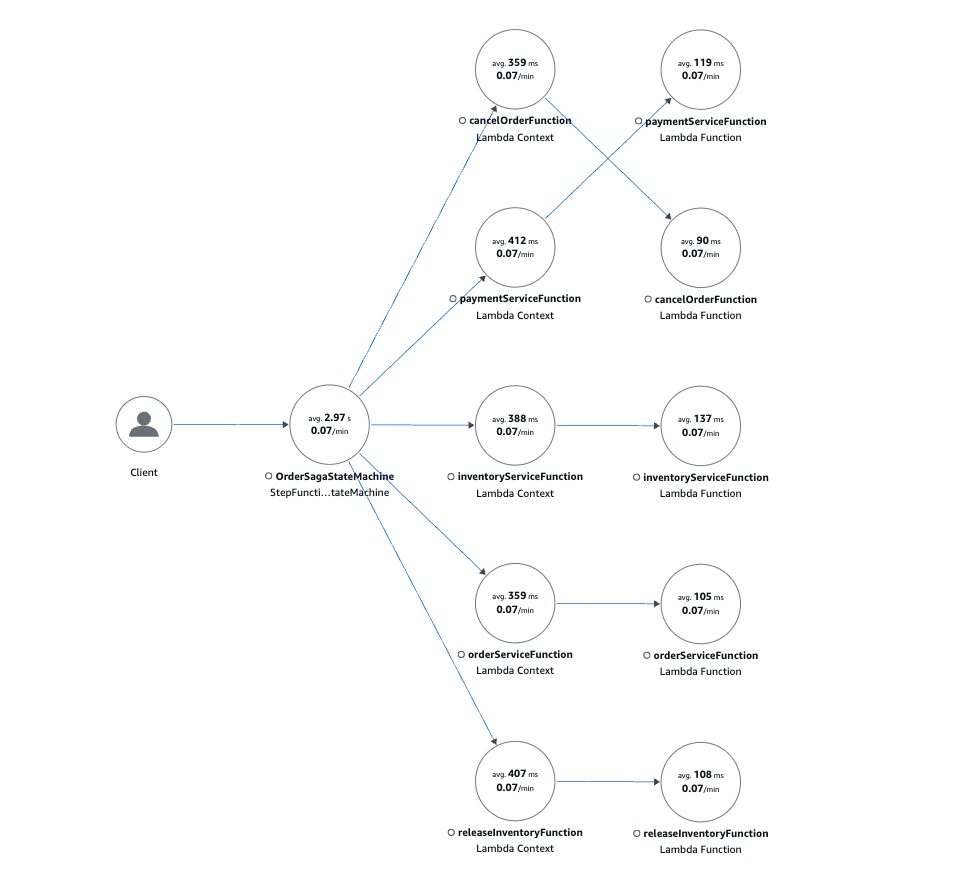 avg. 359 ms
0.07/min
cancelOrderFunction
Lambda Context
avg. 119 ms
0.07/min
paymentServiceFunction
Lambda Function
avg. 412 ms
0.07/min
paymentServiceFunction
Lambda Context
avg. 90 ms
0.07/min
cancelOrderFunction
Lambda Function
Client
avg. 2.97 s
0.07/min
OrderSagaStateMachine
StepFuncti...tateMachine
avg. 388 ms
0.07/min
inventoryServiceFunction
Lambda Context
avg. 137 ms
0.07/min
inventoryServiceFunction
Lambda Function
avg. 359 ms
0.07/min
orderServiceFunction
Lambda Context
avg. 105 ms
0.07/min
orderServiceFunction
Lambda Function
avg. 407 ms
0.07/min
releaseInventoryFunction
Lambda Context
avg. 108 ms
0.07/min
releaseInventoryFunction
Lambda Function